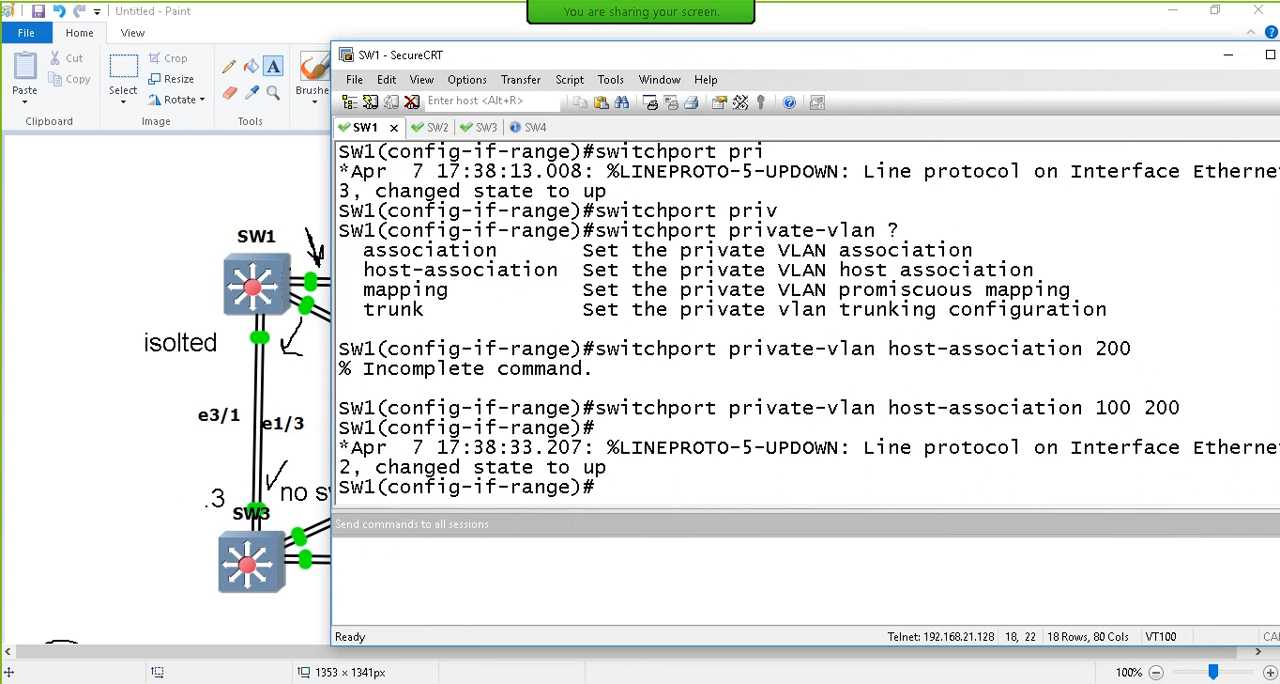 Untitled - Paint
You are sharing your screen.
File
Home
View
Cut
Copy
Paste
Clipboard
Crop
Resize
Rotate
Select
Image
Tools
Brushe
SW1 - SecureCRT
File Edit View Options Transfer Script Tools Window Help
Enter host <Alt+R>
SW1 x SW2 SW3 SW4
SW1(config-if-range)#switchport pri
*Apr  7 17:38:13.008: %LINEPROTO-5-UPDOWN: Line protocol on Interface Etherne
3, changed state to up
SW1(config-if-range)#switchport priv
SW1(config-if-range)#switchport private-vlan ?
association Set the private VLAN association
host-association Set the private VLAN host association
mapping Set the private VLAN promiscuous mapping
trunk Set the private vlan trunking configuration
SW1(config-if-range)#switchport private-vlan host-association 200
% Incomplete command.
SW1(config-if-range)#switchport private-vlan host-association 100 200
SW1(config-if-range)#
*Apr  7 17:38:33.207: %LINEPROTO-5-UPDOWN: Line protocol on Interface Etherne
2, changed state to up
SW1(config-if-range)#
Send commands to all sessions
Ready
Telnet: 192.168.21.128 18, 22 18 Rows, 80 Cols VT100 CA
SW1
isolted
e3/1
e1/3
.3
no s
SW3
1353 × 1341px
100%